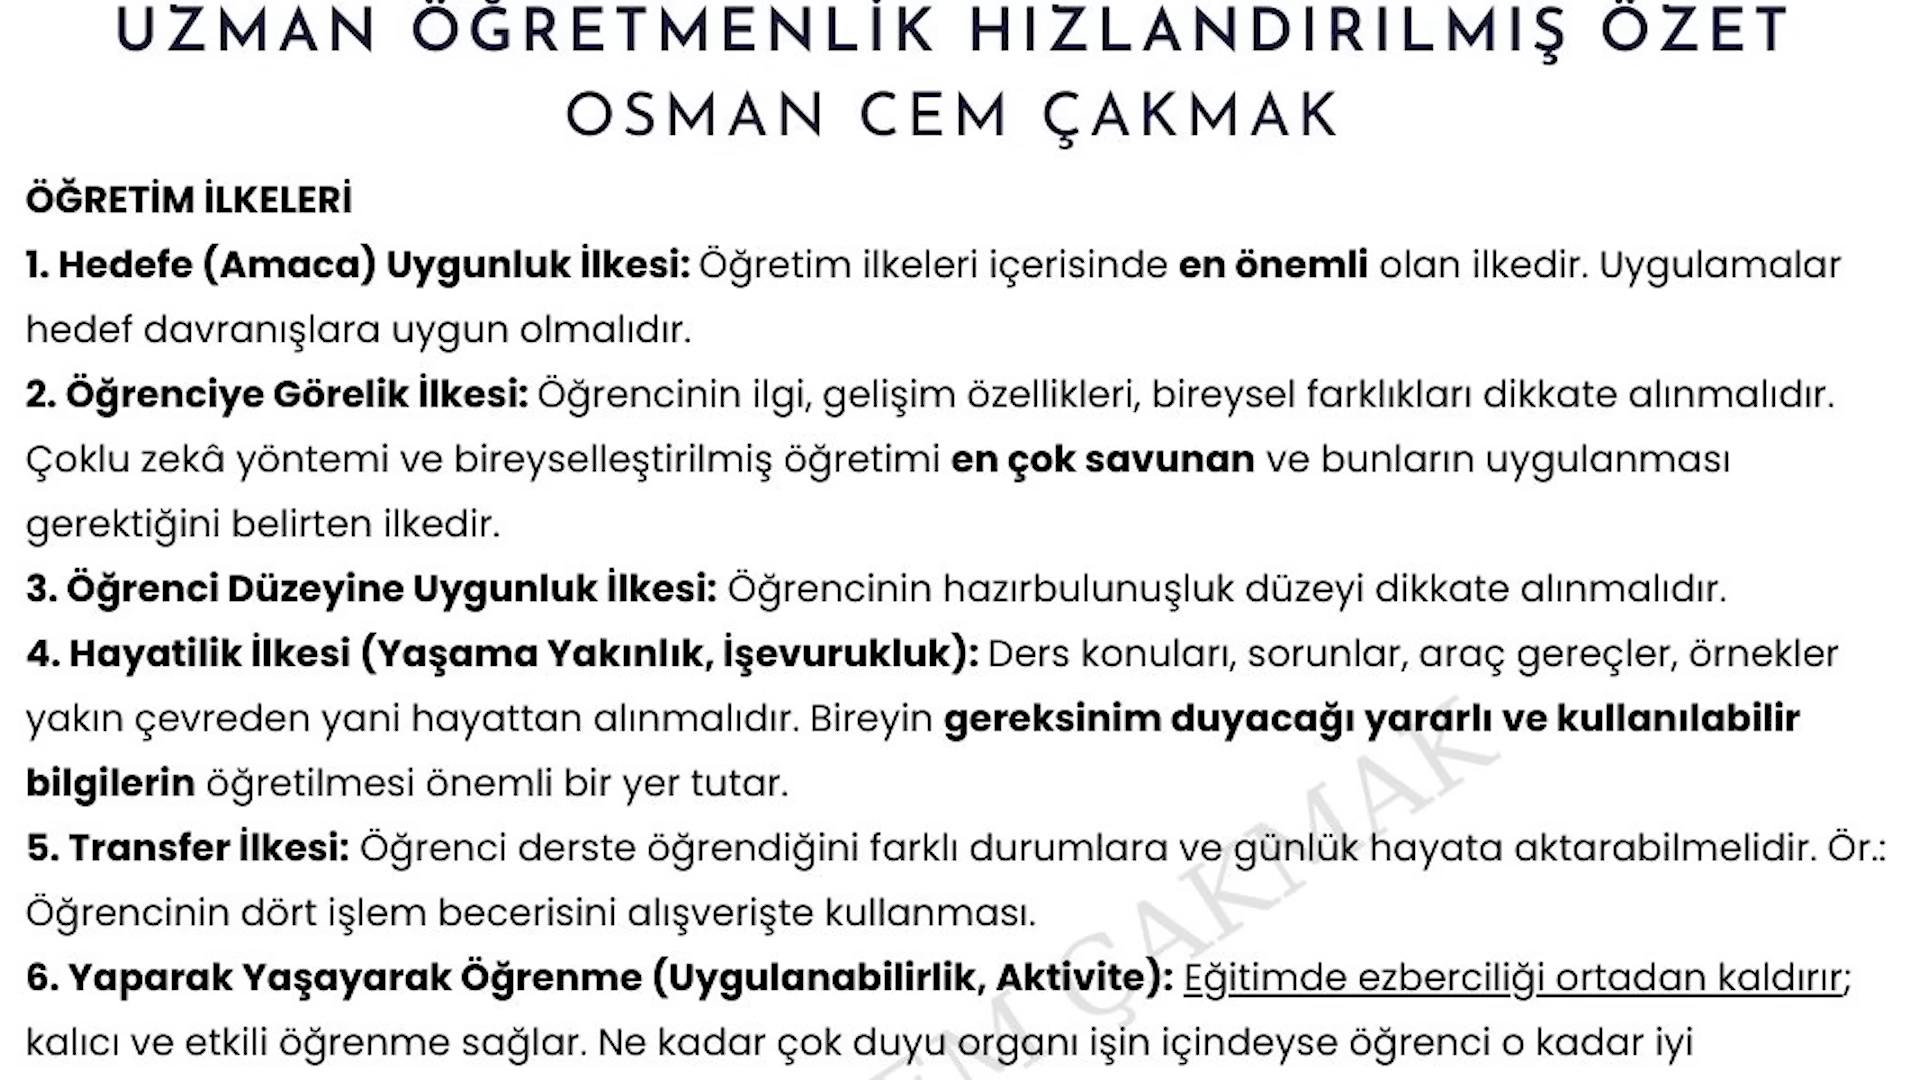 UZMAN ÖĞRETMENLİK HIZLANDIRILMIŞ ÖZET
OSMAN CEM ÇAKMAK
ÖĞRETİM İLKELERİ
1. Hedefe (Amaca) Uygunluk İlkesi: Öğretim ilkeleri içerisinde en önemli olan ilkedir. Uygulamalar
hedef davranışlara uygun olmalıdır.
2. Öğrenciye Görelik İlkesi: Öğrencinin ilgi, gelişim özellikleri, bireysel farklıkları dikkate alınmalıdır.
Çoklu zekâ yöntemi ve bireyselleştirilmiş öğretimi en çok savunan ve bunların uygulanması
gerektiğini belirten ilkedir.
3. Öğrenci Düzeyine Uygunluk İlkesi: Öğrencinin hazırbulunuşluk düzeyi dikkate alınmalıdır.
4. Hayatilik İlkesi (Yaşama Yakınlık, İşevurukluk): Ders konuları, sorunlar, araç gereçler, örnekler
yakın çevreden yani hayattan alınmalıdır. Bireyin gereksinim duyacağı yararlı ve kullanılabilir
bilgilerin öğretilmesi önemli bir yer tutar.
5. Transfer İlkesi: Öğrenci derste öğrendiğini farklı durumlara ve günlük hayata aktarabilmelidir. Ör.:
Öğrencinin dört işlem becerisini alışverişte kullanması.
6. Yaparak Yaşayarak Öğrenme (Uygulanabilirlik, Aktivite): Eğitimde ezberciliği ortadan kaldırır;
kalıcı ve etkili öğrenme sağlar. Ne kadar çok duyu organı işin içindeyse öğrenci o kadar iyi
EM ÇAKMAK